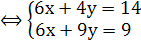 ⇔ { 6x + 4y = 14
6x + 9y = 9